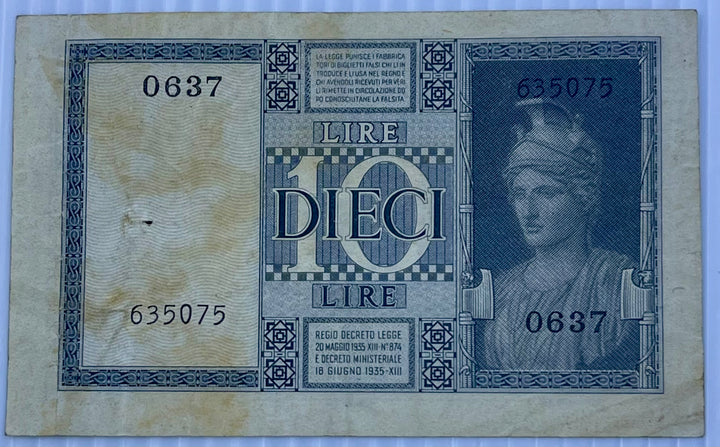 0637
635075
LA LEGGE PUNISCE I FABBRICA
TORI DI BIGLIETTI FALSI CHI LI IN
TRODUCE E LI USA NEL REGNO E
CHI AVENDOLI RICEVUTI PER VERI
LI RIMETTE IN CIRCOLAZIONE DO
PO CONOSCIUTANE LA FALSITÀ
LIRE
10
DIECI
LIRE
REGIO DECRETO LEGGE
20 MAGGIO 1935 XIII-Nº 874
E DECRETO MINISTERIALE
18 GIUGNO 1935-XIII
635075
0637